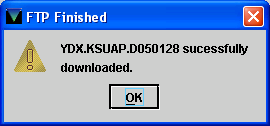 FTP Finished
YDX.KSUAP.D050128 sucessfully
downloaded.
OK